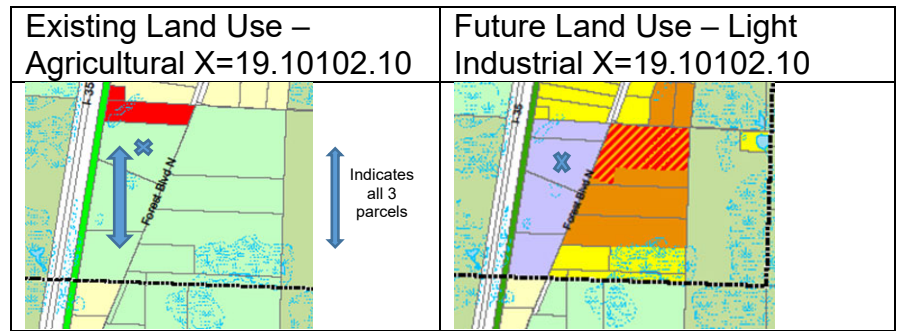 Existing Land Use –
Agricultural X=19.10102.10
Future Land Use – Light
Industrial X=19.10102.10
I 35
Forest Blvd N
Indicates
all 3
parcels
I 35
Forest Blvd N